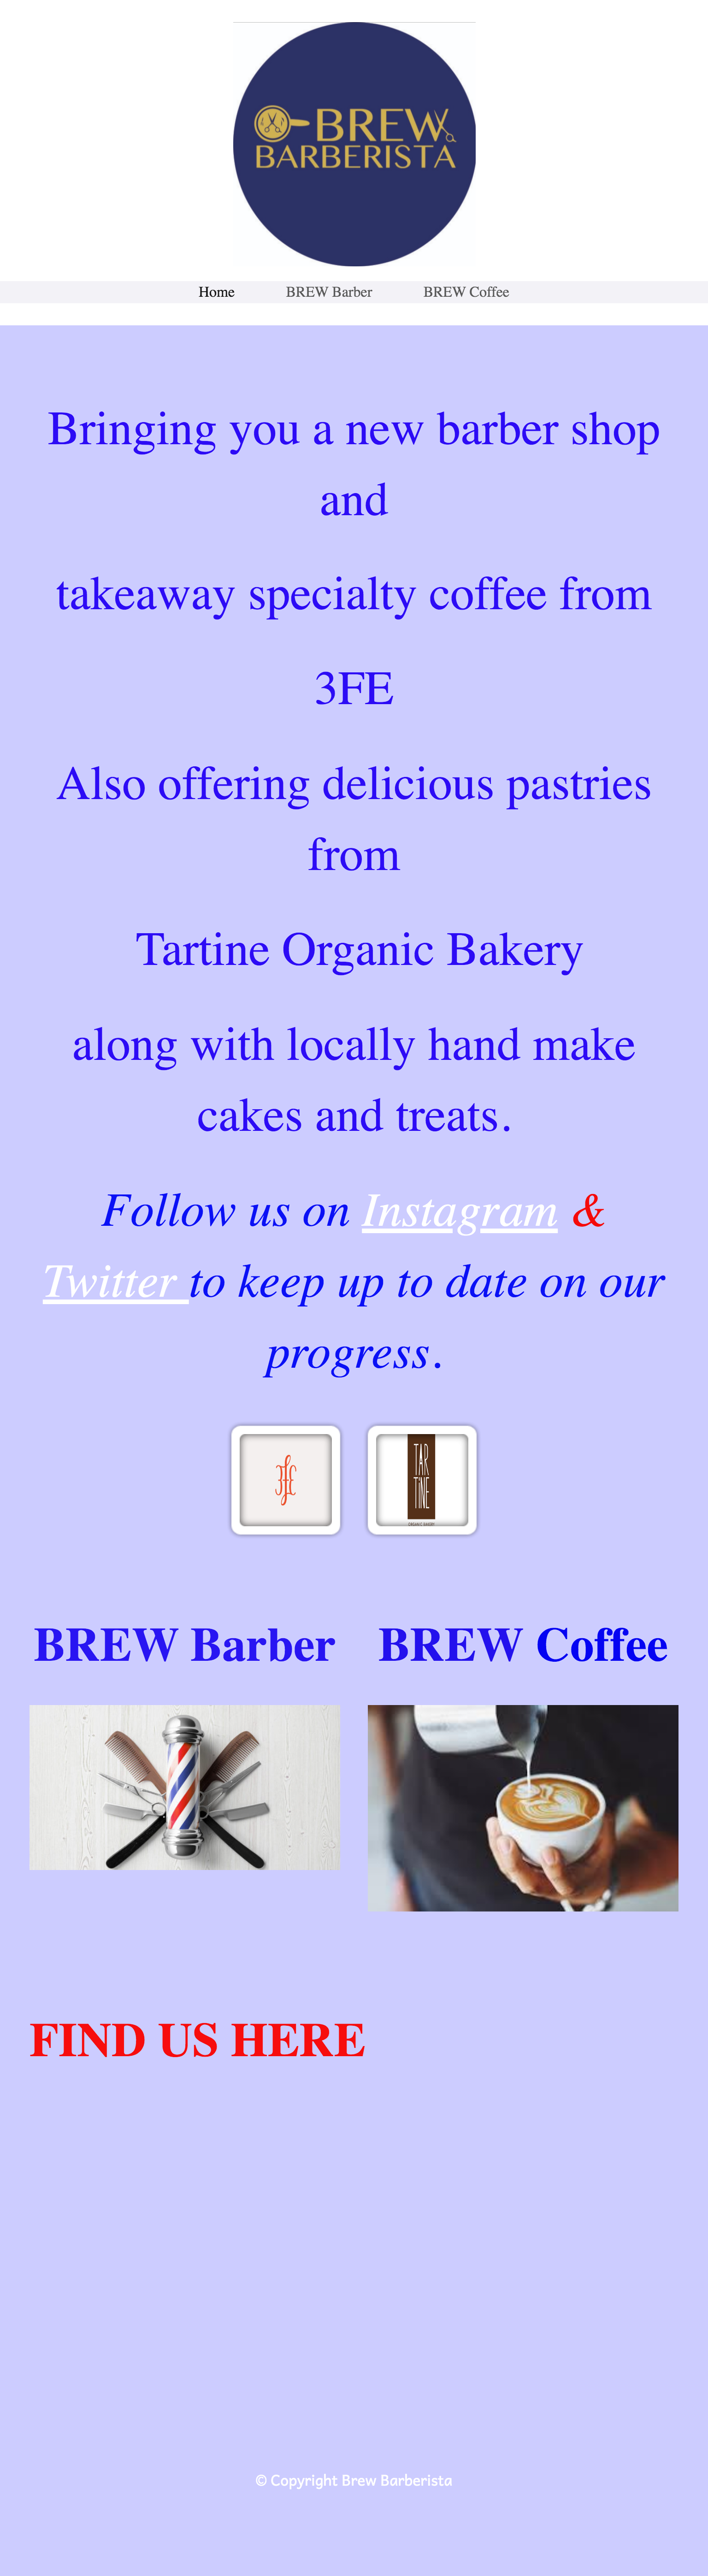 BREW
BARBERISTA
Home BREW Barber BREW Coffee
Bringing you a new barber shop
and
takeaway specialty coffee from
3FE
Also offering delicious pastries
from
Tartine Organic Bakery
along with locally hand make
cakes and treats.
Follow us on Instagram &
Twitter to keep up to date on our
progress.
3fE
TAR
TINE
ORGANIC BAKERY
BREW Barber BREW Coffee
FIND US HERE
© Copyright Brew Barberista